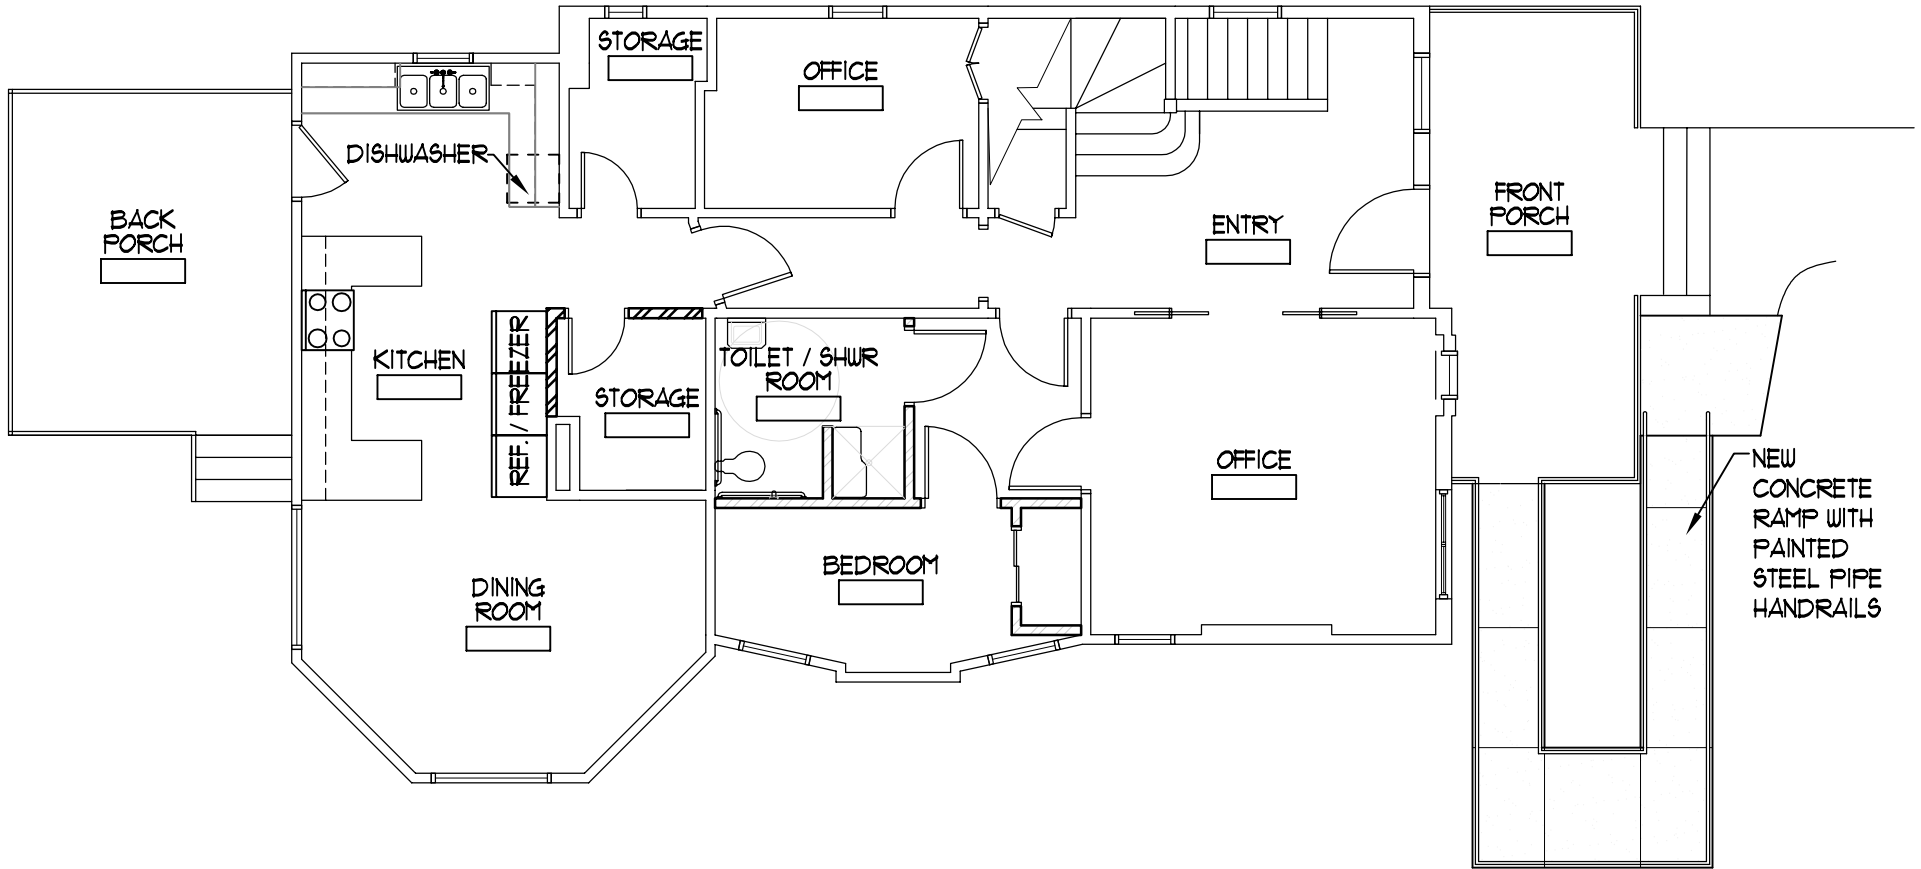 STORAGE
OFFICE
DISHWASHER
BACK
PORCH
ENTRY
FRONT
PORCH
KITCHEN
REF. / FREEZER
STORAGE
TOILET / SHWR
ROOM
OFFICE
NEW
CONCRETE
RAMP WITH
PAINTED
STEEL PIPE
HANDRAILS
BEDROOM
DINING
ROOM